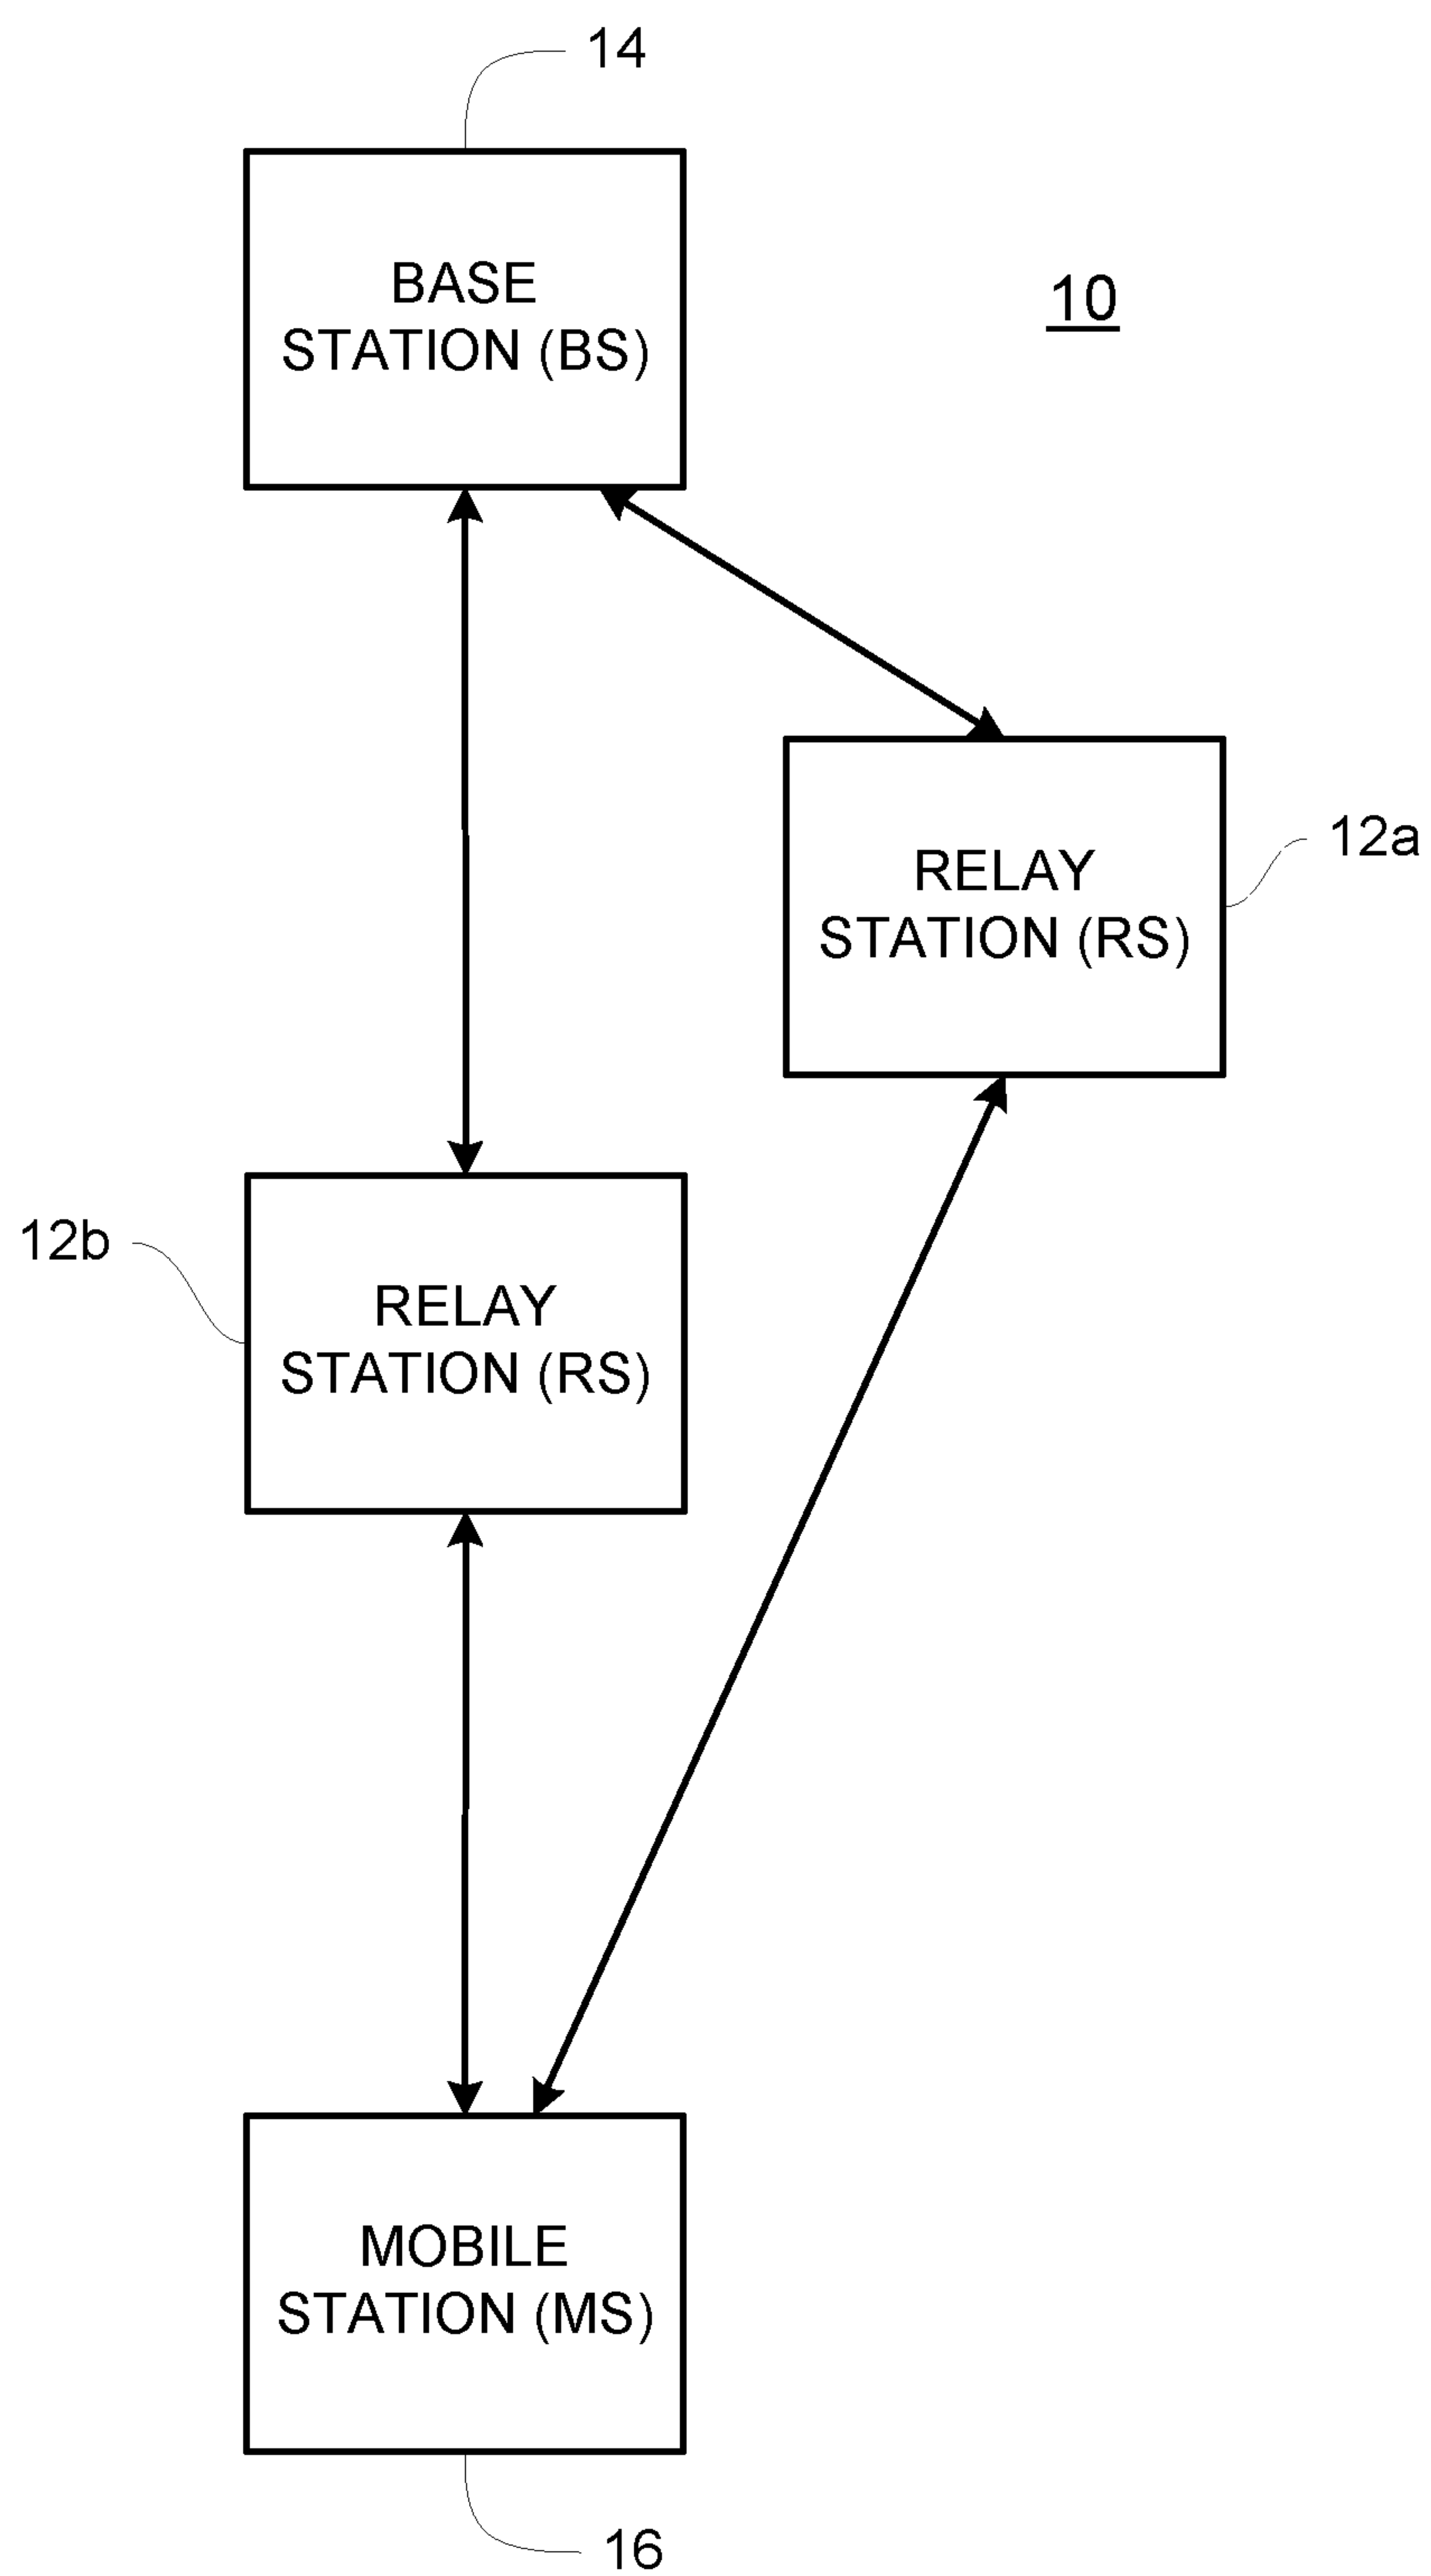 14
BASE
STATION (BS)
10
RELAY
STATION (RS)
12a
12b
RELAY
STATION (RS)
MOBILE
STATION (MS)
16